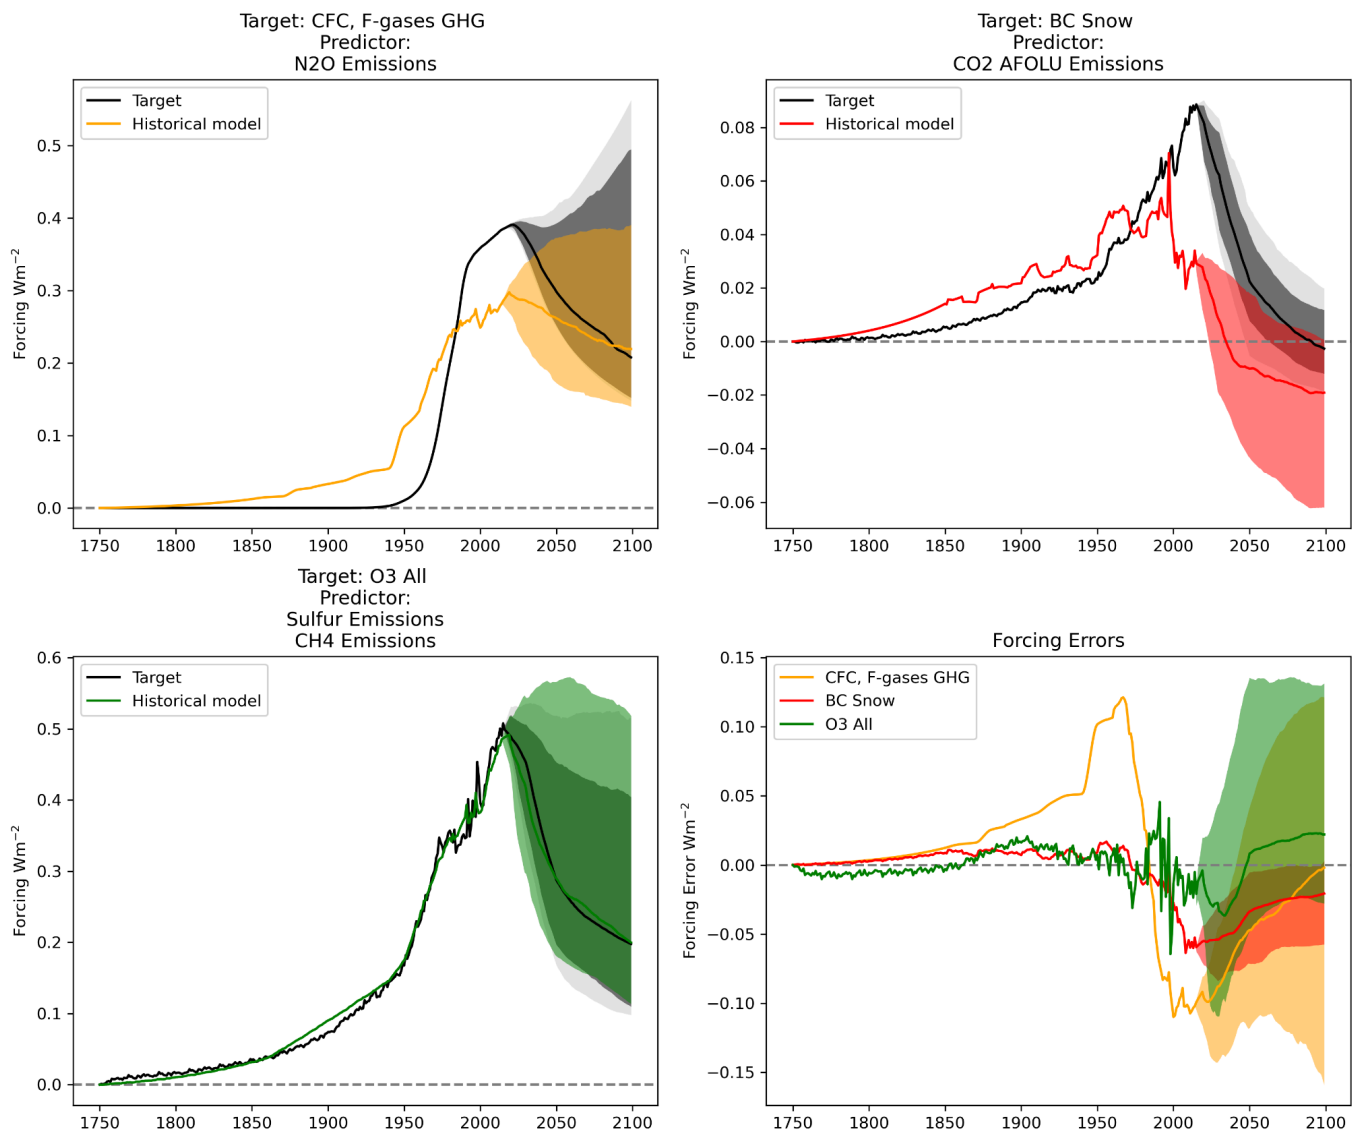 Target: CFC, F-gases GHG
Predictor:
N2O Emissions
Target
Historical model
Forcing Wm⁻²
0.5
0.4
0.3
0.2
0.1
0.0
1750 1800 1850 1900 1950 2000 2050 2100
Target: BC Snow
Predictor:
CO2 AFOLU Emissions
Target
Historical model
Forcing Wm⁻²
0.08
0.06
0.04
0.02
0.00
−0.02
−0.04
−0.06
1750 1800 1850 1900 1950 2000 2050 2100
Target: O3 All
Predictor:
Sulfur Emissions
CH4 Emissions
Target
Historical model
Forcing Wm⁻²
0.6
0.5
0.4
0.3
0.2
0.1
0.0
1750 1800 1850 1900 1950 2000 2050 2100
Forcing Errors
CFC, F-gases GHG
BC Snow
O3 All
Forcing Error Wm⁻²
0.15
0.10
0.05
0.00
−0.05
−0.10
−0.15
1750 1800 1850 1900 1950 2000 2050 2100